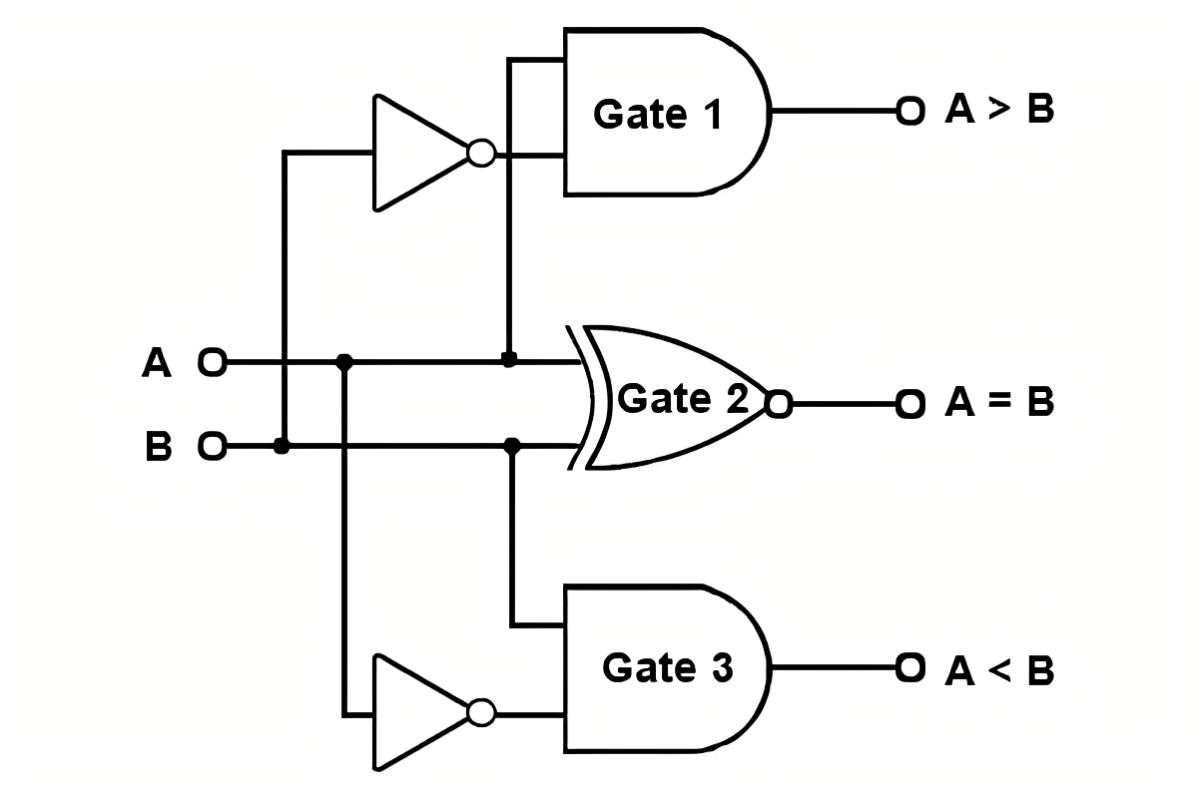 Gate 1
A > B
A
B
Gate 2
A = B
Gate 3
A < B